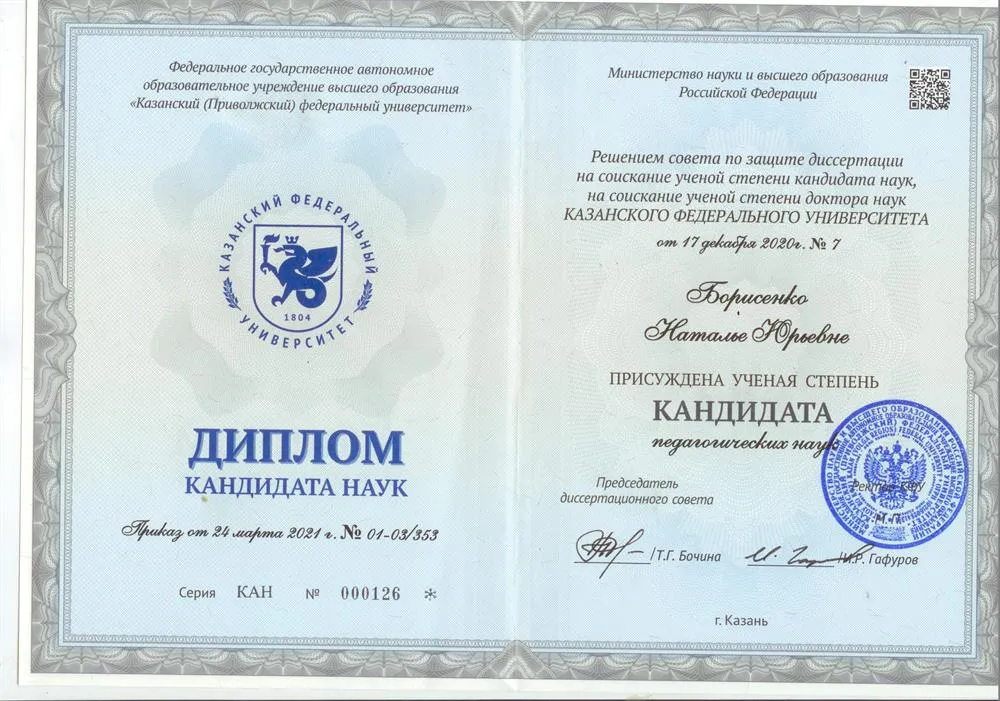 Федеральное государственное автономное
образовательное учреждение высшего образования
«Казанский (Приволжский) федеральный университет»
КАЗАНСКИЙ ФЕДЕРАЛЬНЫЙ
1804
УНИВЕРСИТЕТ
ДИПЛОМ
КАНДИДАТА НАУК
Приказ от 24 марта 2021 г. № 01-03/353
Серия КАН № 000126 *
Министерство науки и высшего образования
Российской Федерации
Решением совета по защите диссертации
на соискание ученой степени кандидата наук,
на соискание ученой степени доктора наук
КАЗАНСКОГО ФЕДЕРАЛЬНОГО УНИВЕРСИТЕТА
от 17 декабря 2020г. № 7
Борисенко
Наталье Юрьевне
ПРИСУЖДЕНА УЧЕНАЯ СТЕПЕНЬ
КАНДИДАТА
педагогических наук
Председатель
диссертационного совета
Ректор КФУ
М.П.
/Т.Г. Бочина
/И.Р. Гафуров
г. Казань